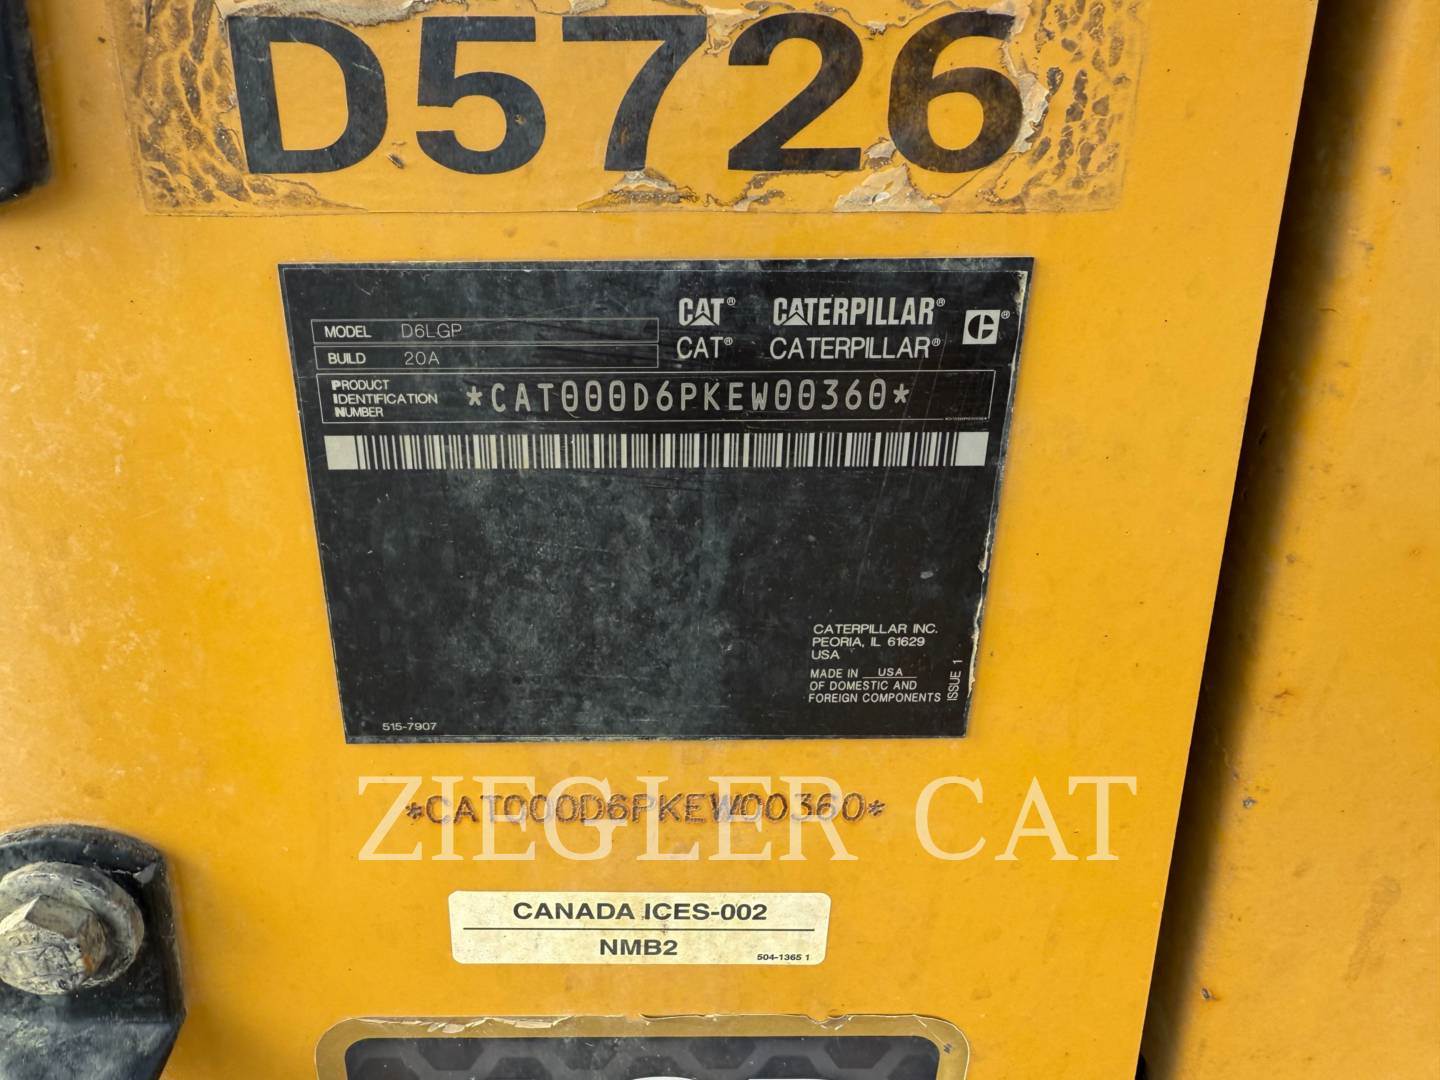 D5726
CAT® CATERPILLAR®
CAT® CATERPILLAR®
MODEL D6LGP
BUILD 20A
PRODUCT
IDENTIFICATION
NUMBER
*CAT000D6PKEW00360*
CATERPILLAR INC.
PEORIA, IL 61629
USA
MADE IN USA
OF DOMESTIC AND
FOREIGN COMPONENTS
ISSUE 1
515-7907
*CAT000D6PKEW00360*
ZIEGLER CAT
CANADA ICES-002
NMB2
504-1365 1